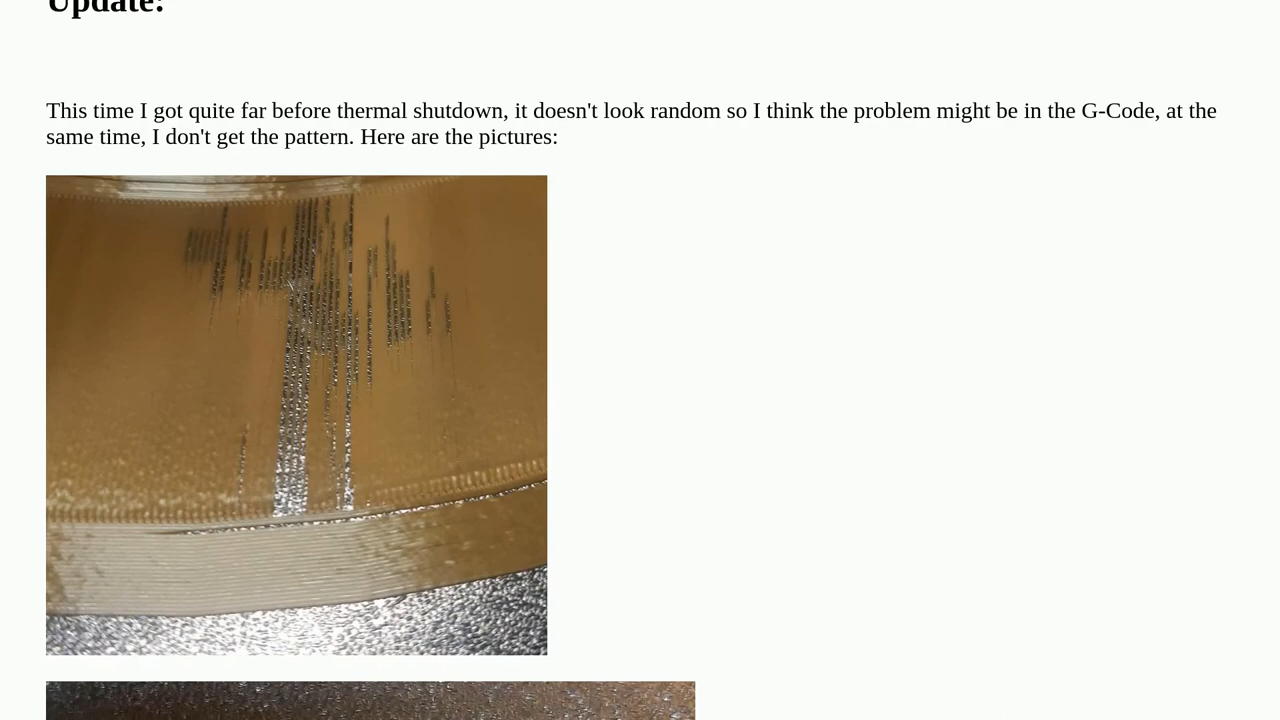 Update:
This time I got quite far before thermal shutdown, it doesn't look random so I think the problem might be in the G-Code, at the
same time, I don't get the pattern. Here are the pictures: